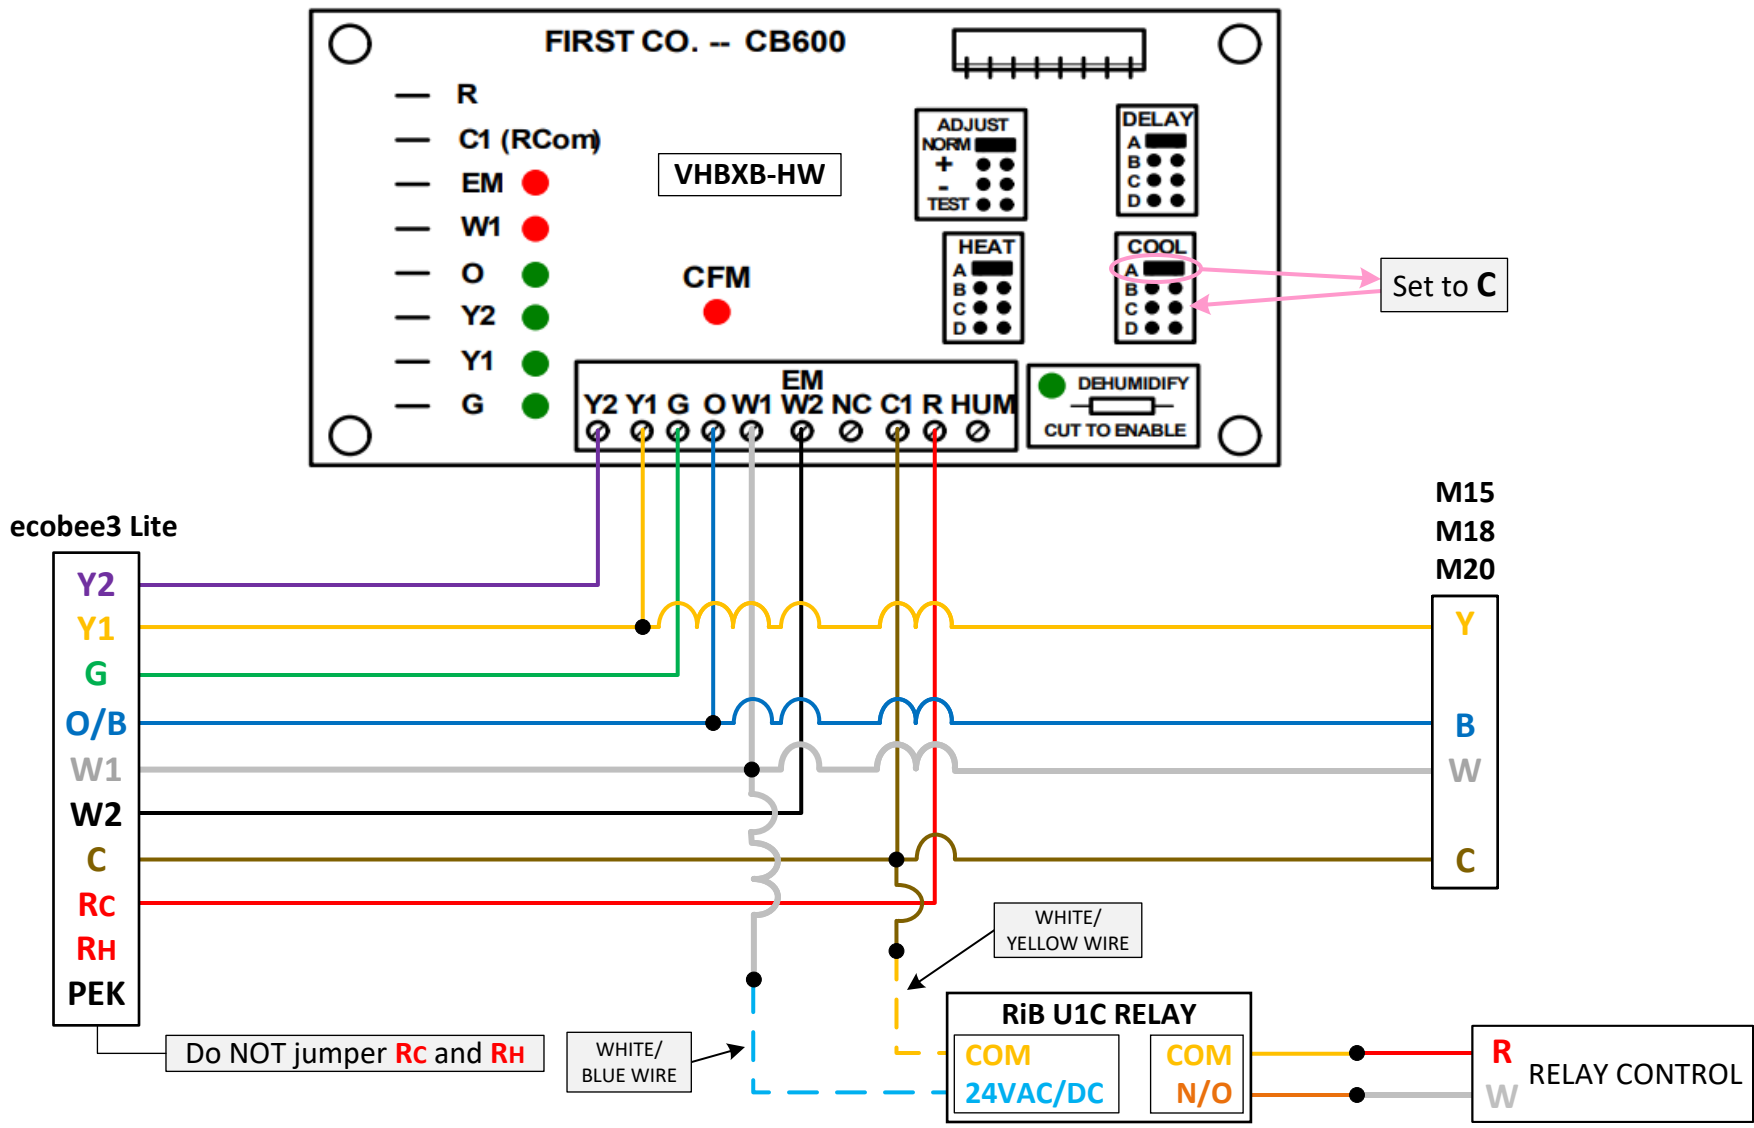 FIRST CO. -- CB600
R
C1 (RCom)
EM
W1
O
Y2
Y1
G
VHBXB-HW
CFM
ADJUST
NORM
+
-
TEST
DELAY
A
B
C
D
HEAT
A
B
C
D
COOL
A
B
C
D
Set to C
EM
Y2 Y1 G O W1 W2 NC C1 R HUM
DEHUMIDIFY
CUT TO ENABLE
ecobee3 Lite
Y2
Y1
G
O/B
W1
W2
C
RC
RH
PEK
Do NOT jumper RC and RH
M15
M18
M20
Y
B
W
C
WHITE/
YELLOW WIRE
WHITE/
BLUE WIRE
RiB U1C RELAY
COM
24VAC/DC
COM
N/O
R
W
RELAY CONTROL